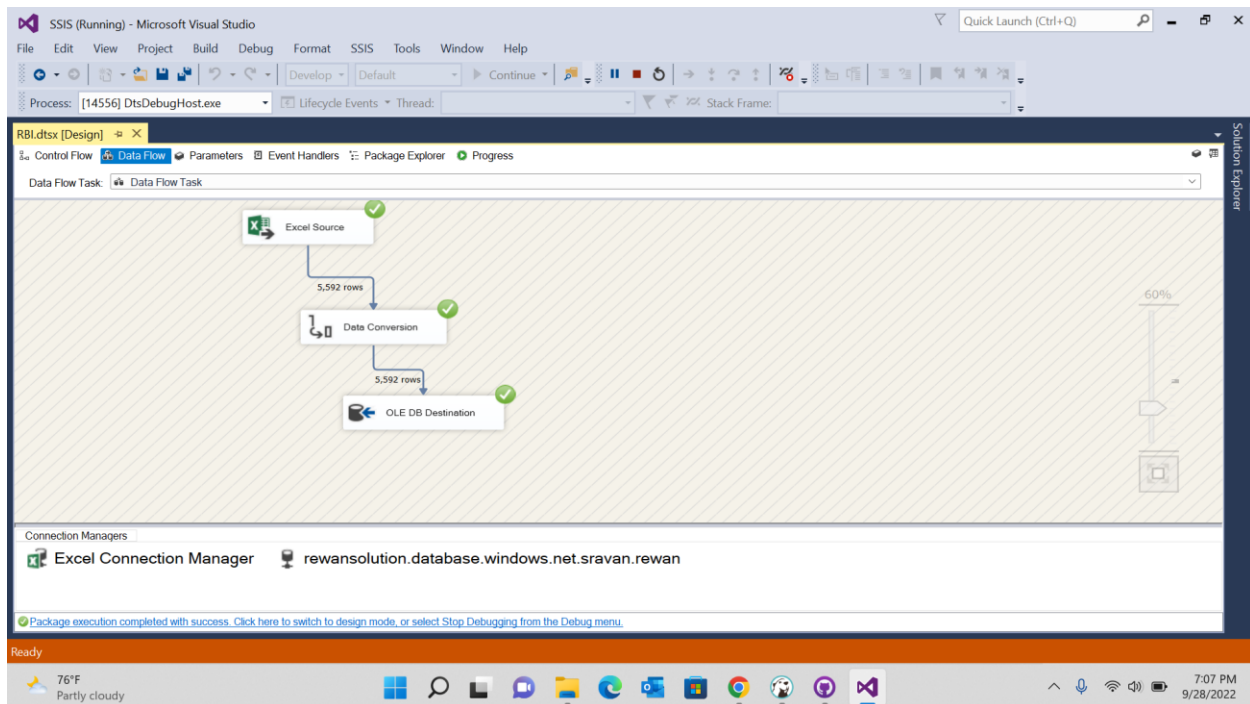 SSIS (Running) - Microsoft Visual Studio
Quick Launch (Ctrl+Q)
File Edit View Project Build Debug Format SSIS Tools Window Help
Develop Default Continue
Process: [14556] DtsDebugHost.exe Lifecycle Events Thread: Stack Frame:
RBI.dtsx [Design]
Solution Explorer
Control Flow Data Flow Parameters Event Handlers Package Explorer Progress
Data Flow Task: Data Flow Task
Excel Source
5,592 rows
60%
Data Conversion
5,592 rows
OLE DB Destination
Connection Managers
Excel Connection Manager rewansolution.database.windows.net.sravan.rewan
Package execution completed with success. Click here to switch to design mode, or select Stop Debugging from the Debug menu.
Ready
76°F
Partly cloudy
7:07 PM
9/28/2022